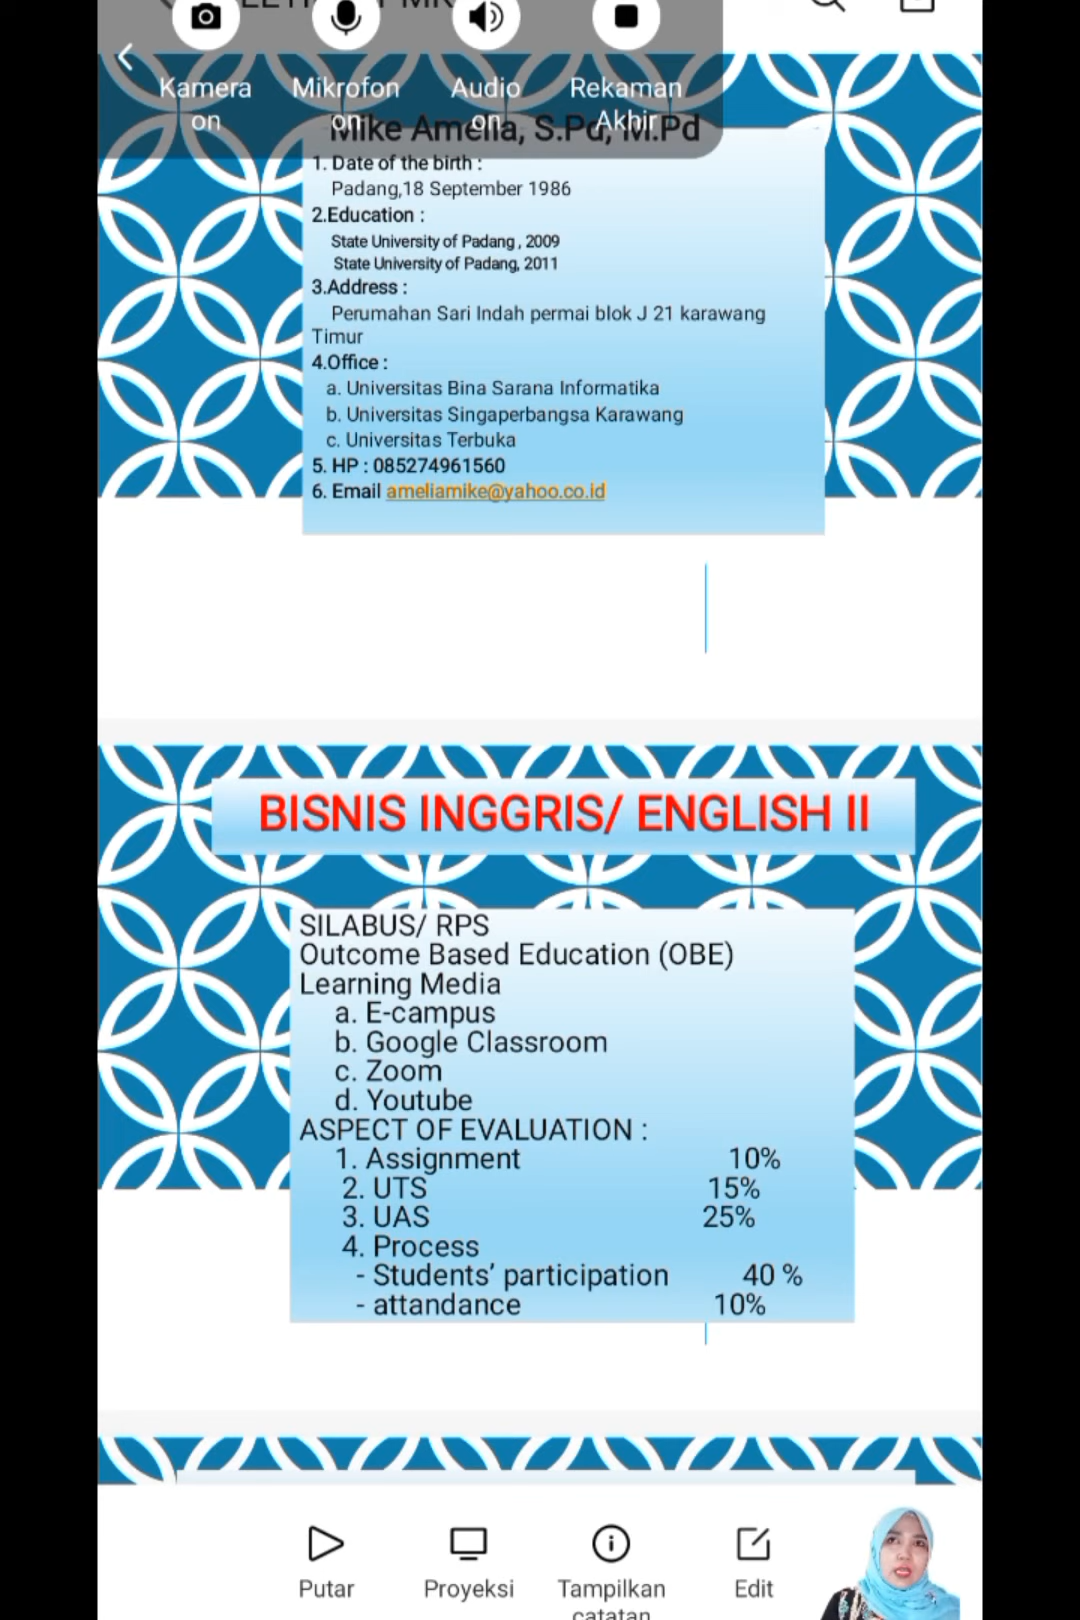 Kamera
on
Mikrofon
on
Audio
on
Rekaman
Akhir
Mike Amelia, S.Pd, M.Pd
1. Date of the birth :
Padang,18 September 1986
2.Education :
State University of Padang , 2009
State University of Padang, 2011
3.Address :
Perumahan Sari Indah permai blok J 21 karawang
Timur
4.Office :
a. Universitas Bina Sarana Informatika
b. Universitas Singaperbangsa Karawang
c. Universitas Terbuka
5. HP : 085274961560
6. Email ameliamike@yahoo.co.id
BISNIS INGGRIS/ ENGLISH II
SILABUS/ RPS
Outcome Based Education (OBE)
Learning Media
a. E-campus
b. Google Classroom
c. Zoom
d. Youtube
ASPECT OF EVALUATION :
1. Assignment 10%
2. UTS 15%
3. UAS 25%
4. Process
- Students’ participation 40 %
- attandance 10%
Putar
Proyeksi
Tampilkan
catatan
Edit